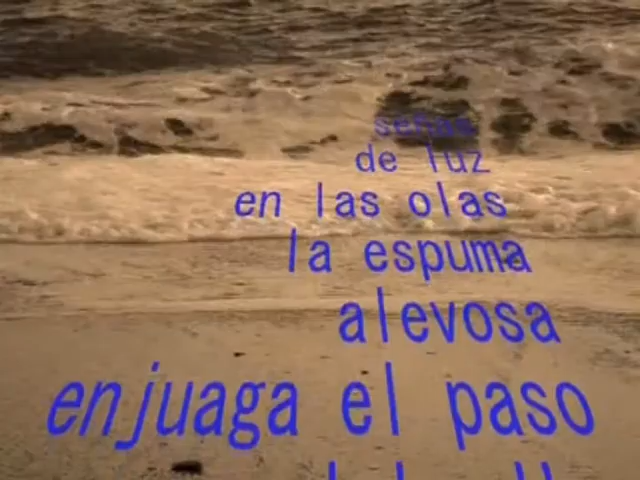 señas
de luz
en las olas
la espuma
alevosa
enjuaga el paso